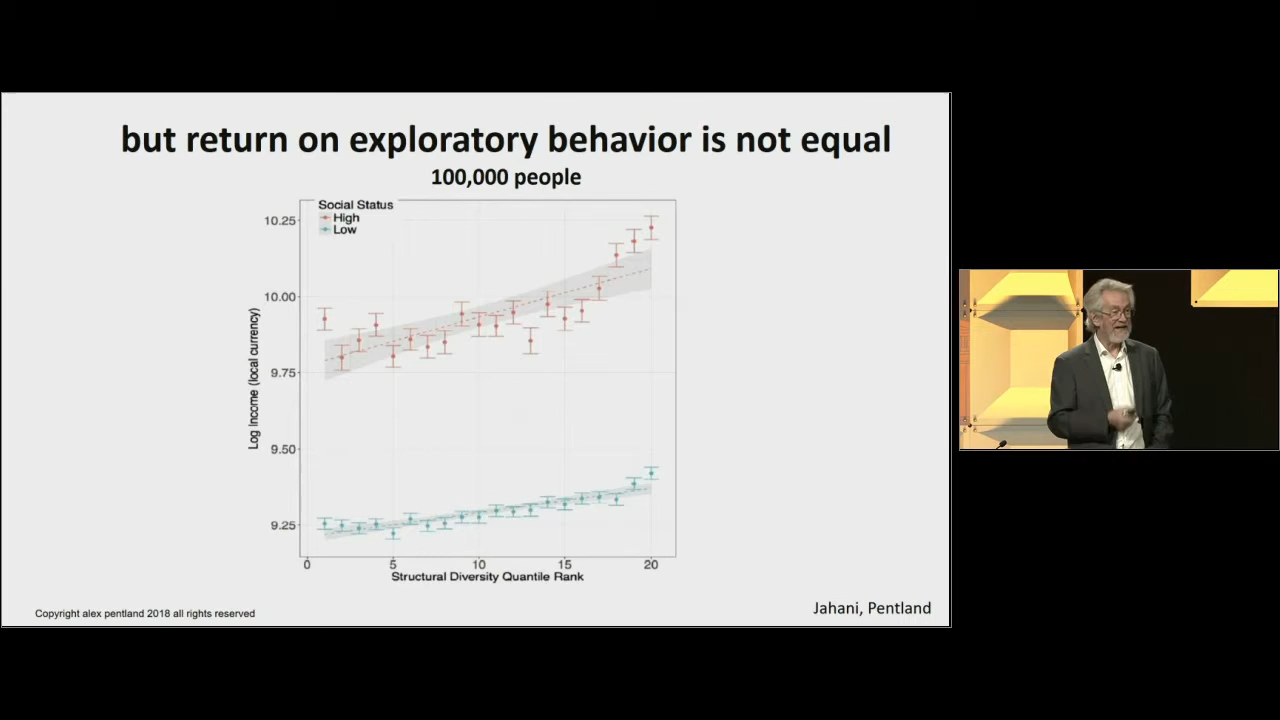 but return on exploratory behavior is not equal
100,000 people
Social Status
High
Low
10.25
10.00
9.75
9.50
9.25
Log Income (local currency)
0 5 10 15 20
Structural Diversity Quantile Rank
Copyright alex pentland 2018 all rights reserved
Jahani, Pentland